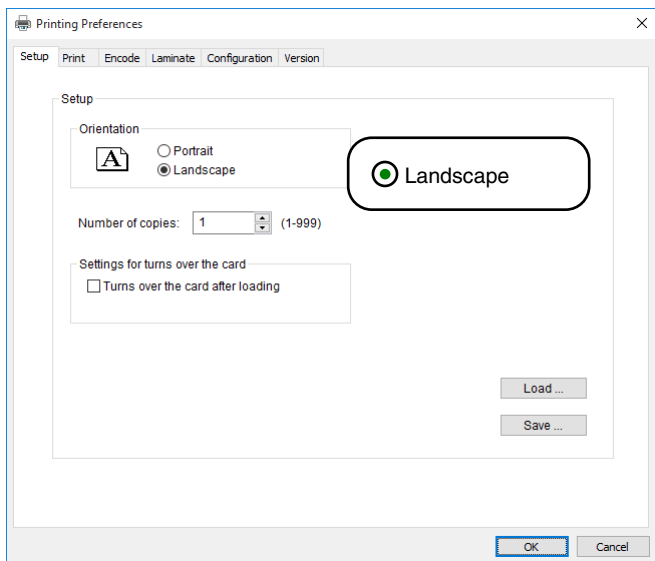 Printing Preferences
Setup Print Encode Laminate Configuration Version
Setup
Orientation
A
Portrait
Landscape
Landscape
Number of copies: 1 (1-999)
Settings for turns over the card
Turns over the card after loading
Load ...
Save ...
OK Cancel